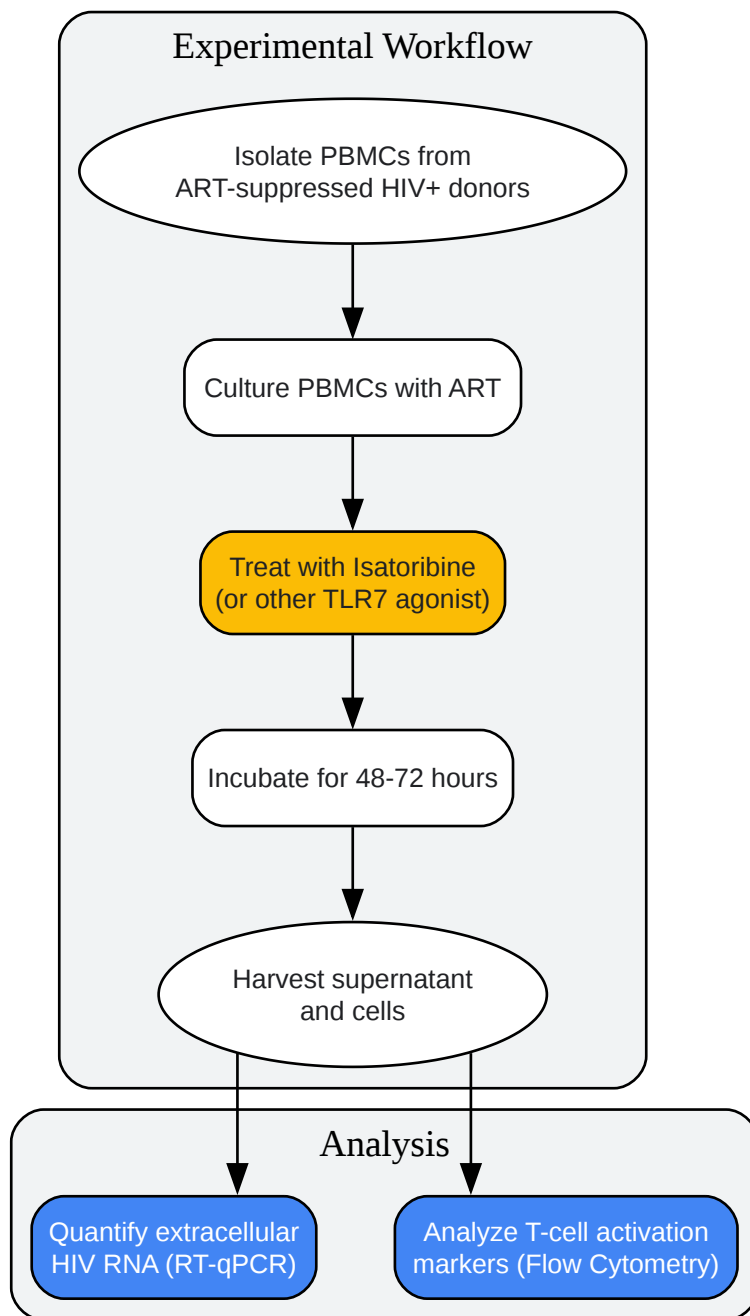 Experimental Workflow
Isolate PBMCs from
ART-suppressed HIV+ donors
Culture PBMCs with ART
Treat with Isatoribine
(or other TLR7 agonist)
Incubate for 48-72 hours
Harvest supernatant
and cells
Analysis
Quantify extracellular
HIV RNA (RT-qPCR)
Analyze T-cell activation
markers (Flow Cytometry)